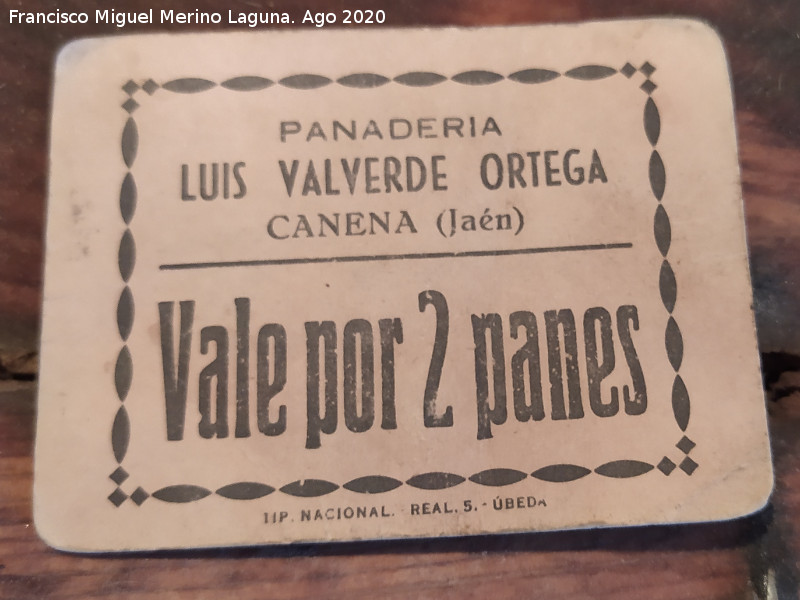 Francisco Miguel Merino Laguna. Ago 2020
PANADERIA
LUIS VALVERDE ORTEGA
CANENA (Jaén)
Vale por 2 panes
TIP. NACIONAL. REAL, 5. - ÚBEDA